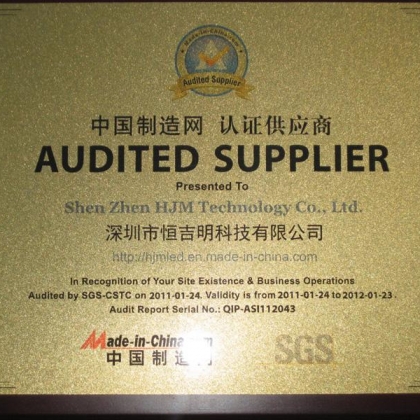 Made-in-China.com
Audited Supplier
中国制造网 认证供应商
AUDITED SUPPLIER
Presented To
Shen Zhen HJM Technology Co., Ltd.
深圳市恒吉明科技有限公司
http://hjmled.en.made-in-china.com
In Recognition of Your Site Existence & Business Operations
Audited by SGS-CSTC on 2011-01-24. Validity is from 2011-01-24 to 2012-01-23.
Audit Report Serial No.: QIP-ASI112043
Made-in-China.com
中国制造网
SGS